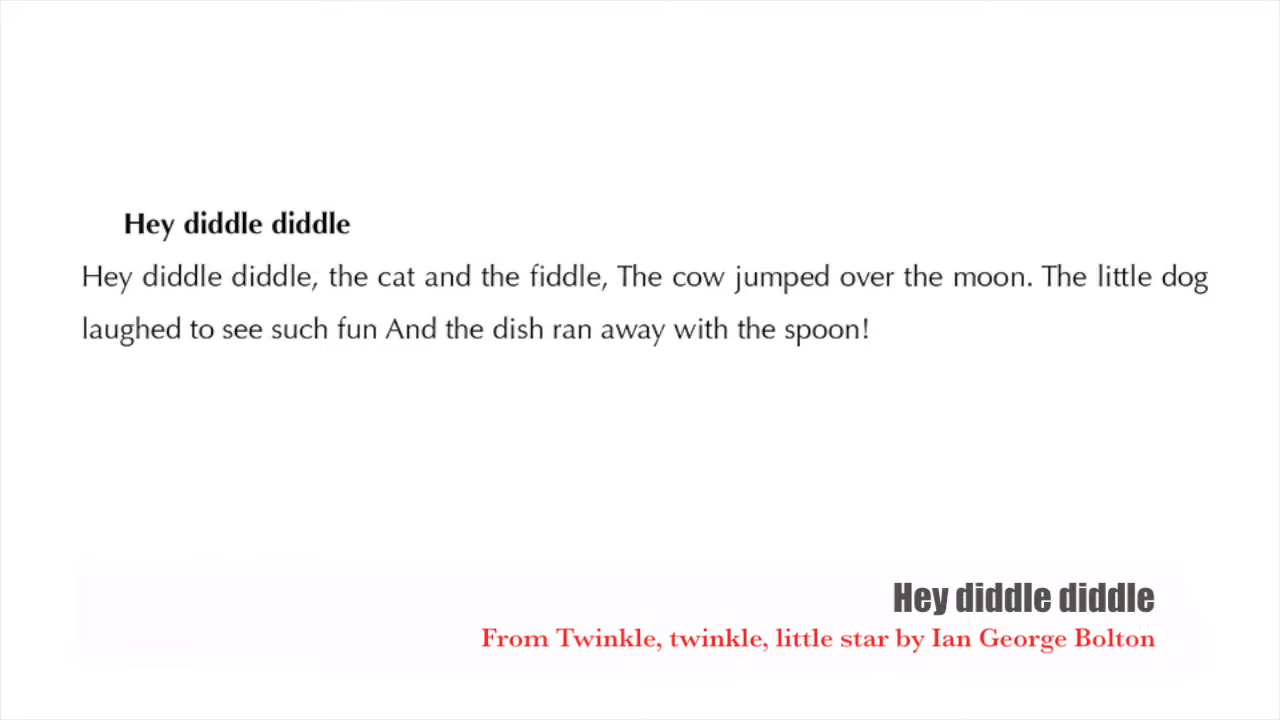 Hey diddle diddle
Hey diddle diddle, the cat and the fiddle, The cow jumped over the moon. The little dog
laughed to see such fun And the dish ran away with the spoon!
Hey diddle diddle
From Twinkle, twinkle, little star by Ian George Bolton